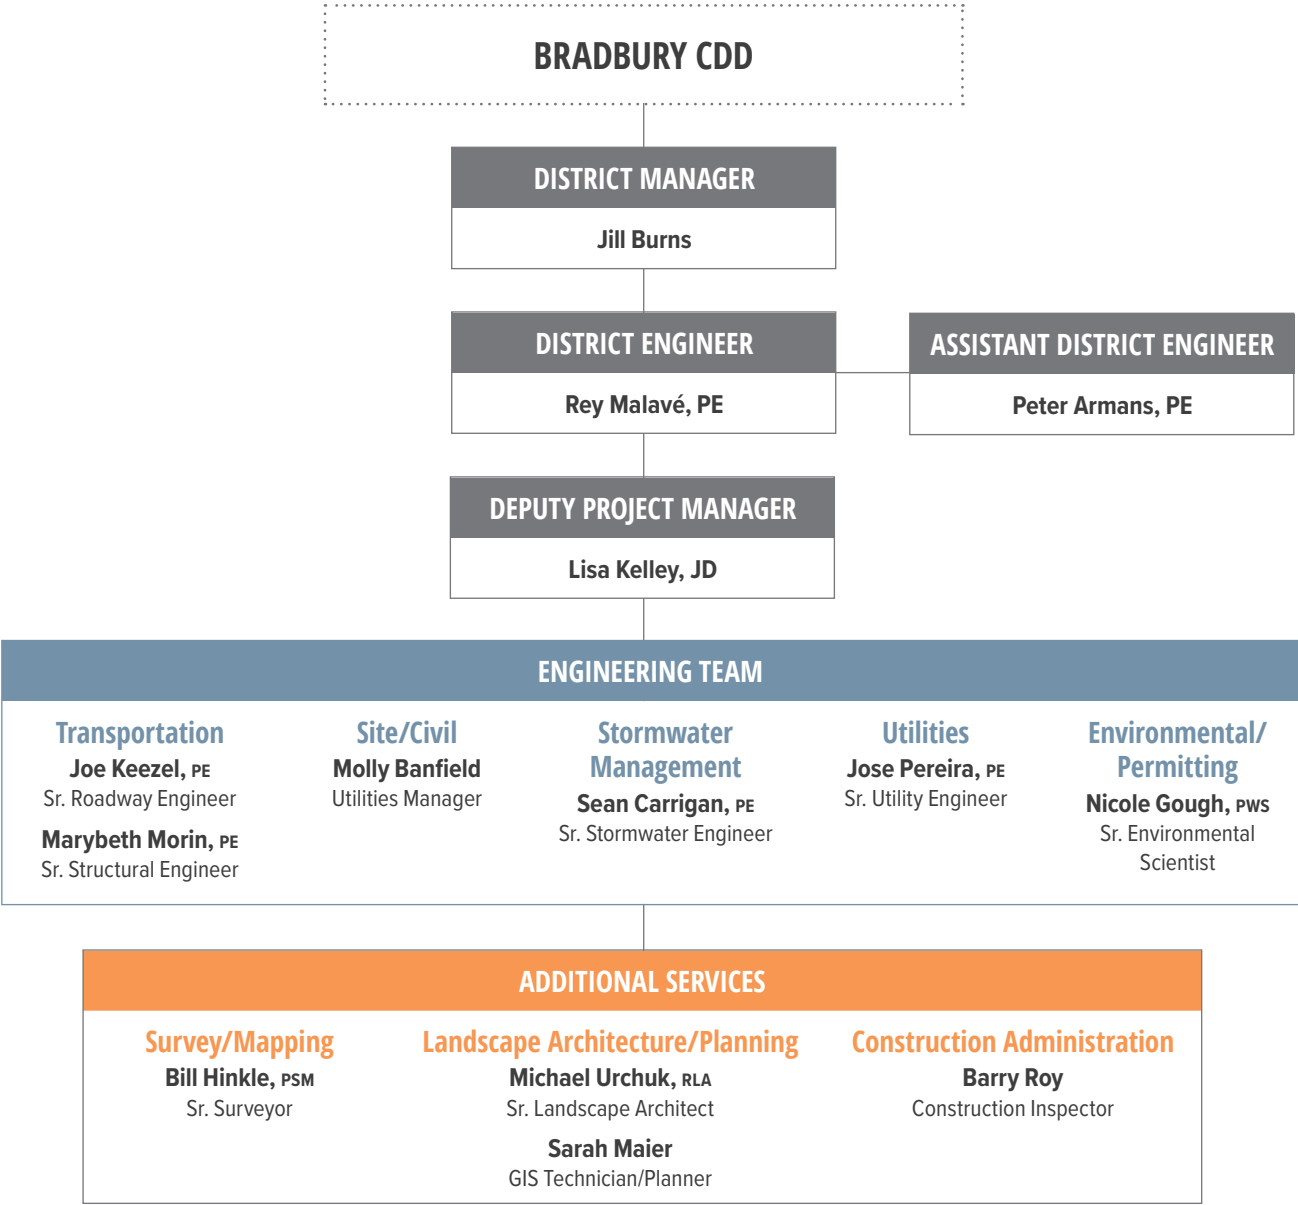 BRADBURY CDD
DISTRICT MANAGER
Jill Burns
DISTRICT ENGINEER
Rey Malavé, PE
ASSISTANT DISTRICT ENGINEER
Peter Armans, PE
DEPUTY PROJECT MANAGER
Lisa Kelley, JD
ENGINEERING TEAM
Transportation
Joe Keezel, PE
Sr. Roadway Engineer
Marybeth Morin, PE
Sr. Structural Engineer
Site/Civil
Molly Banfield
Utilities Manager
Stormwater
Management
Sean Carrigan, PE
Sr. Stormwater Engineer
Utilities
Jose Pereira, PE
Sr. Utility Engineer
Environmental/
Permitting
Nicole Gough, PWS
Sr. Environmental
Scientist
ADDITIONAL SERVICES
Survey/Mapping
Bill Hinkle, PSM
Sr. Surveyor
Landscape Architecture/Planning
Michael Urchuk, RLA
Sr. Landscape Architect
Sarah Maier
GIS Technician/Planner
Construction Administration
Barry Roy
Construction Inspector